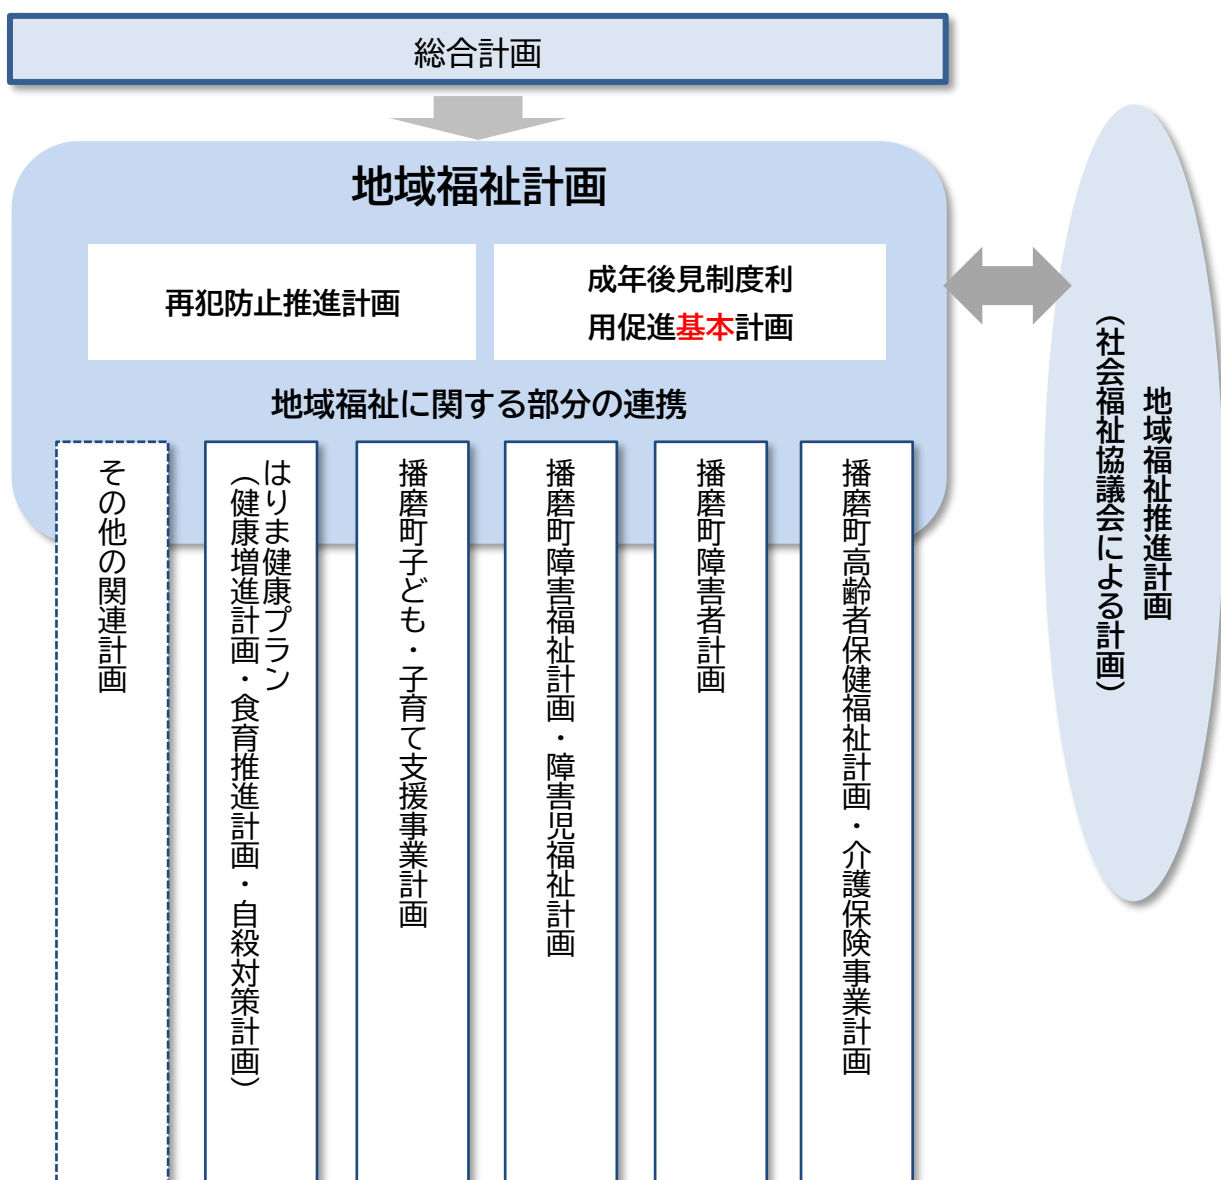 総合計画
地域福祉計画
再犯防止推進計画
成年後見制度利
用促進基本計画
地域福祉に関する部分の連携
播磨町高齢者保健福祉計画・介護保険事業計画
播磨町障害者計画
播磨町障害福祉計画・障害児福祉計画
播磨町子ども・子育て支援事業計画
はりま健康プラン
（健康増進計画・食育推進計画・自殺対策計画）
その他の関連計画
地域福祉推進計画
（社会福祉協議会による計画）